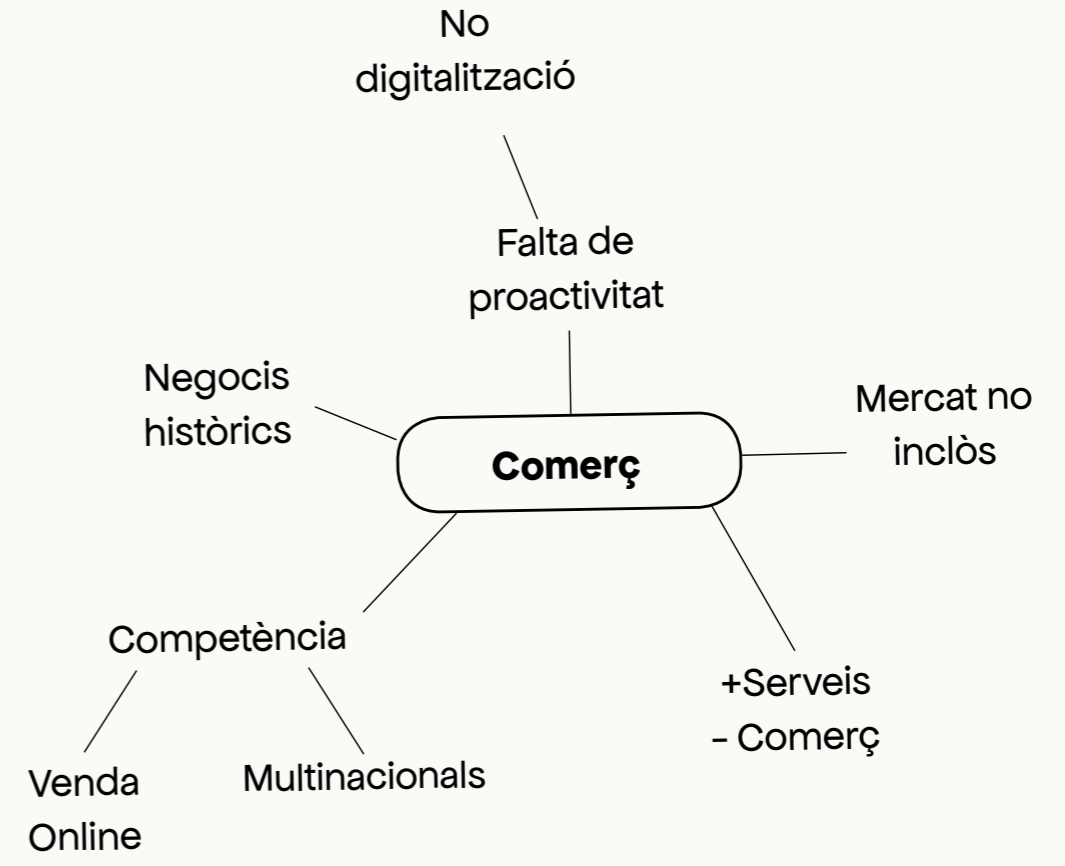 No
digitalització
Falta de
proactivitat
Negocis
històrics
Mercat no
inclòs
Comerç
Competència
+Serveis
- Comerç
Venda
Online
Multinacionals